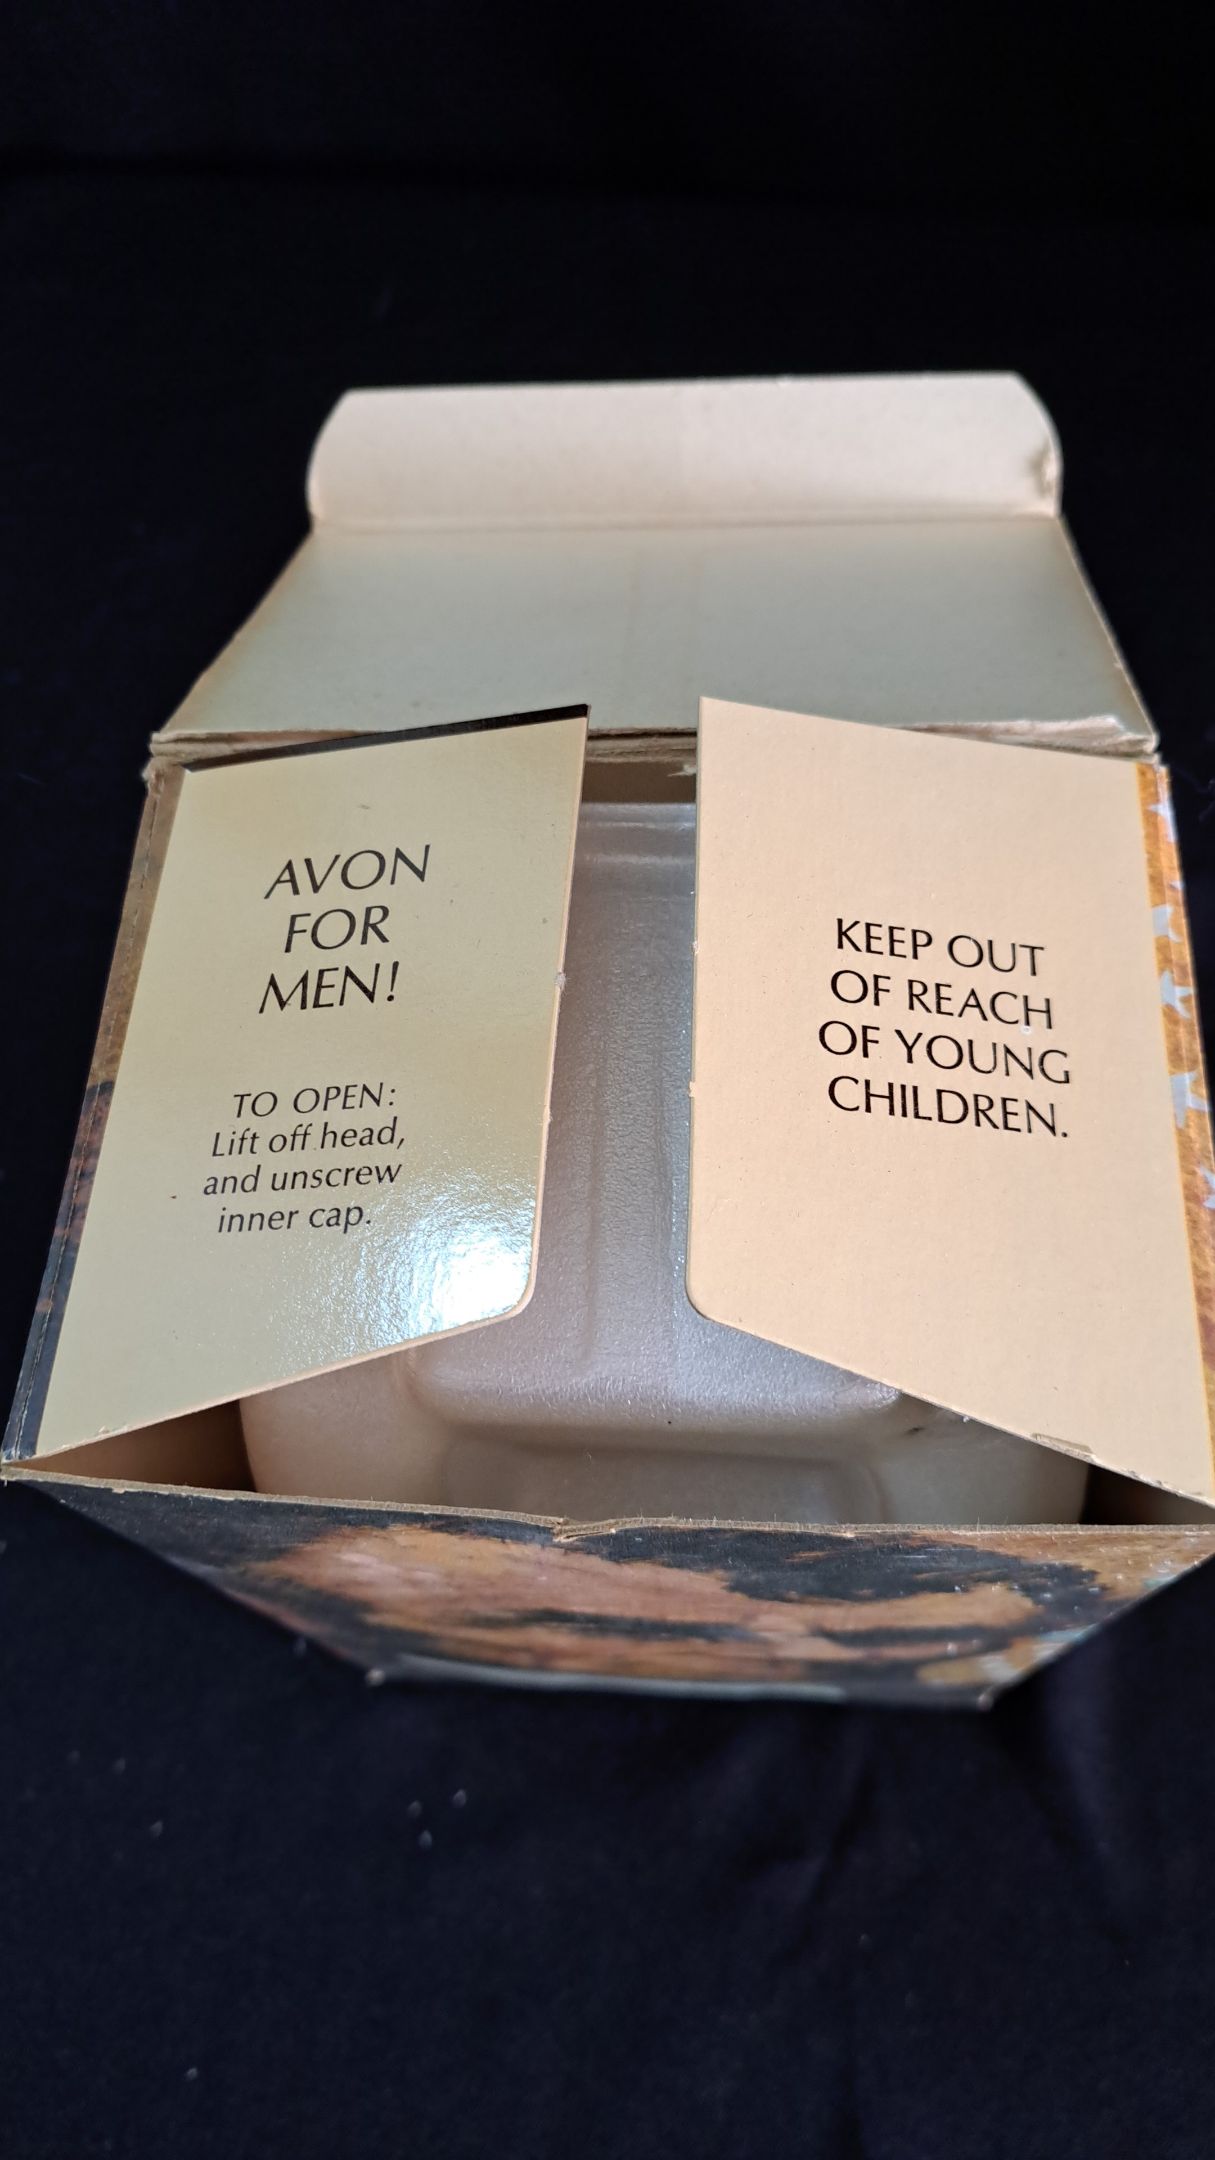 AVON
FOR
MEN!
TO OPEN:
Lift off head,
and unscrew
inner cap.
KEEP OUT
OF REACH
OF YOUNG
CHILDREN.